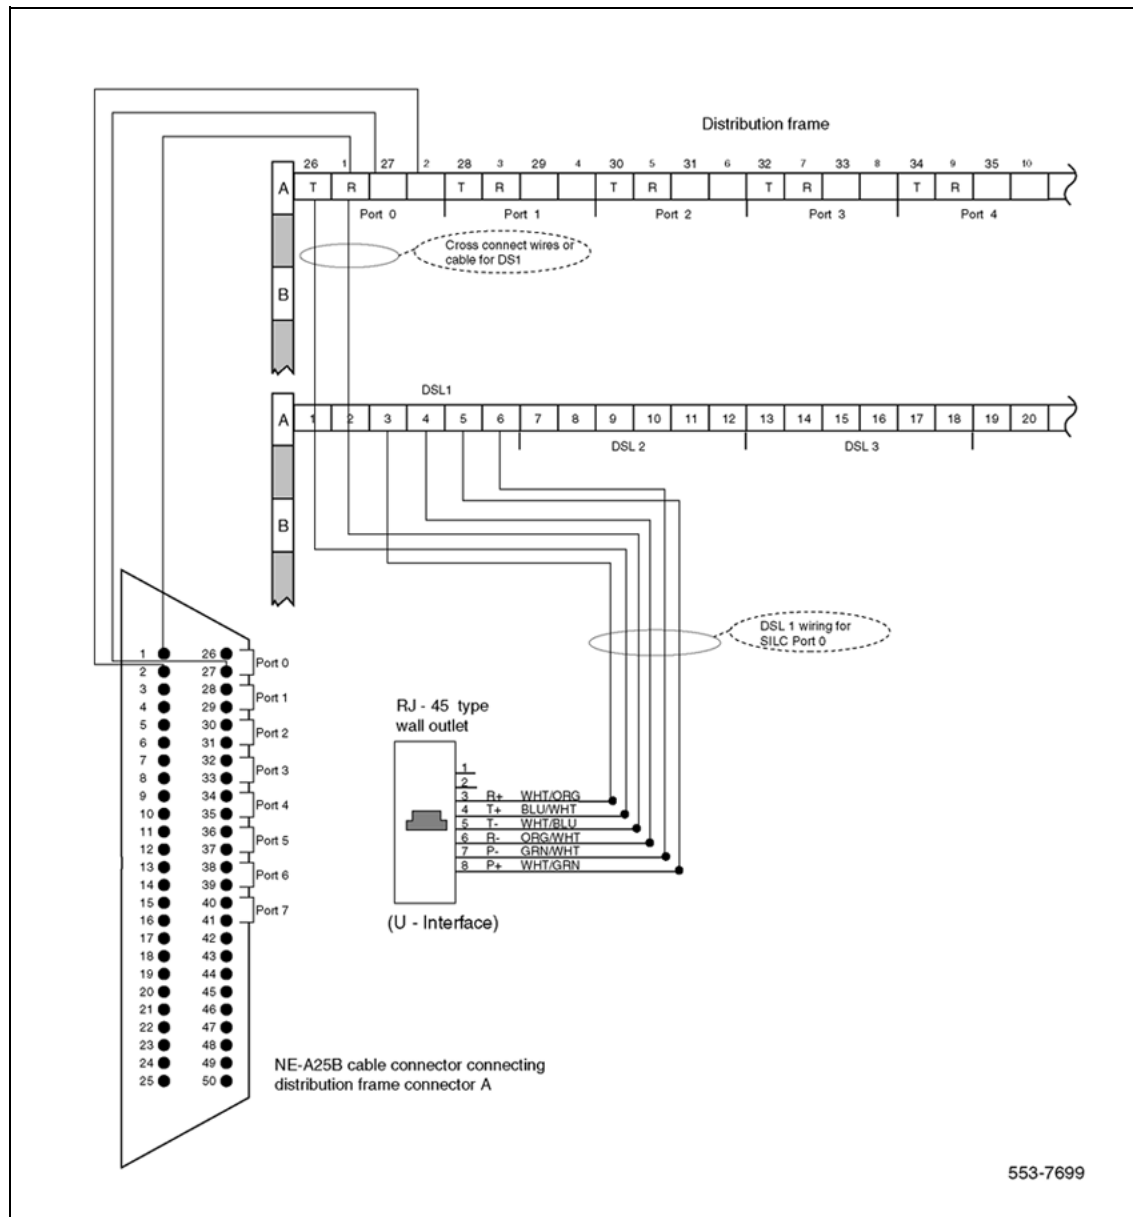 Distribution frame
26 1 27 2 28 3 29 4 30 5 31 6 32 7 33 8 34 9 35 10
A T R T R T R T R T R
Port 0 Port 1 Port 2 Port 3 Port 4
Cross connect wires or
cable for DS1
B
DSL1
A 1 2 3 4 5 6 7 8 9 10 11 12 13 14 15 16 17 18 19 20
DSL 2 DSL 3
B
DSL 1 wiring for
SILC Port 0
1 26
Port 0
2 27
3 28
Port 1
4 29
5 30
Port 2
6 31
7 32
Port 3
8 33
9 34
Port 4
10 35
11 36
Port 5
12 37
13 38
Port 6
14 39
15 40
Port 7
16 41
17 42
18 43
19 44
20 45
21 46
22 47
23 48
24 49
25 50
RJ - 45 type
wall outlet
1
2
3 R+ WHT/ORG
4 T+ BLU/WHT
5 T- WHT/BLU
6 R- ORG/WHT
7 P- GRN/WHT
8 P+ WHT/GRN
(U - Interface)
NE-A25B cable connector connecting
distribution frame connector A
553-7699